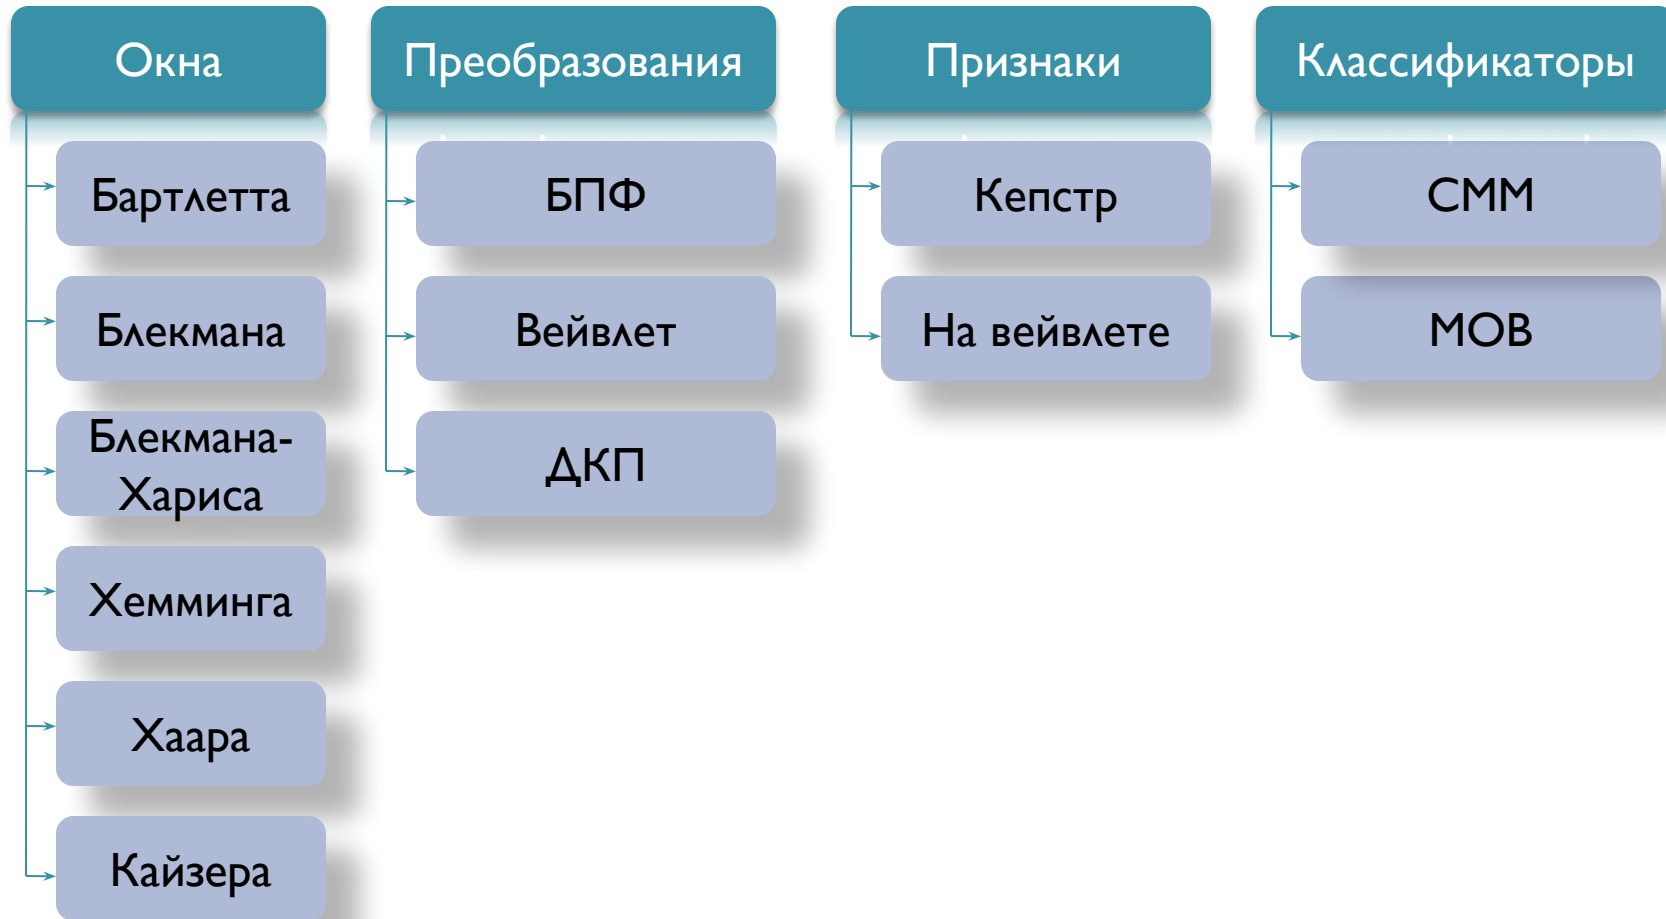 Окна
Бартлетта
Блекмана
Блекмана-
Хариса
Хемминга
Хаара
Кайзера
Преобразования
БПФ
Вейвлет
ДКП
Признаки
Кепстр
На вейвлете
Классификаторы
СММ
МОВ